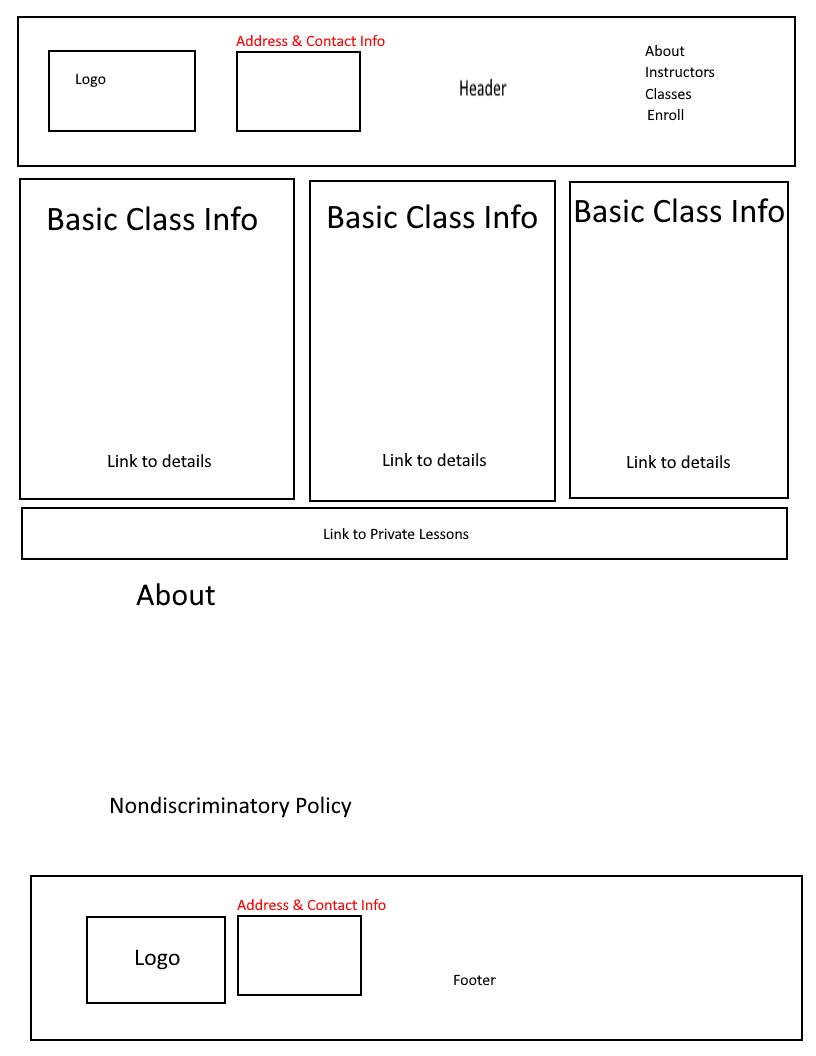 Address & Contact Info
Logo
Header
About
Instructors
Classes
Enroll
Basic Class Info
Basic Class Info
Basic Class Info
Link to details
Link to details
Link to details
Link to Private Lessons
About
Nondiscriminatory Policy
Address & Contact Info
Logo
Footer